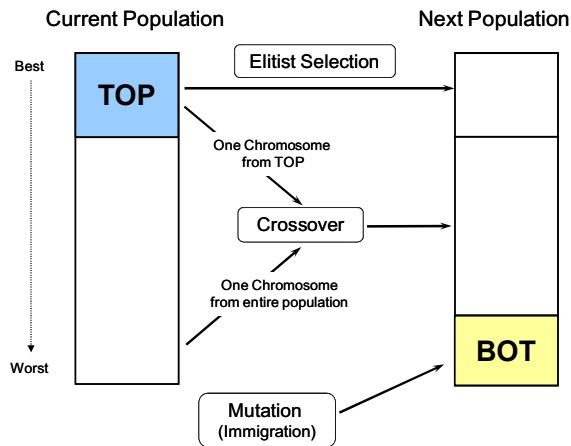 Current Population
Next Population
Best
TOP
Elitist Selection
One Chromosome
from TOP
Crossover
One Chromosome
from entire population
Worst
BOT
Mutation
(Immigration)